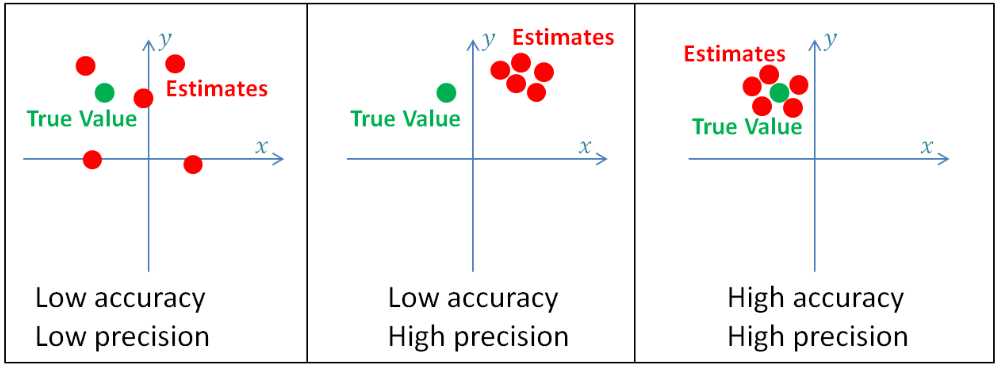 y
Estimates
True Value
x
Low accuracy
Low precision
y
Estimates
True Value
x
Low accuracy
High precision
y
Estimates
True Value
x
High accuracy
High precision